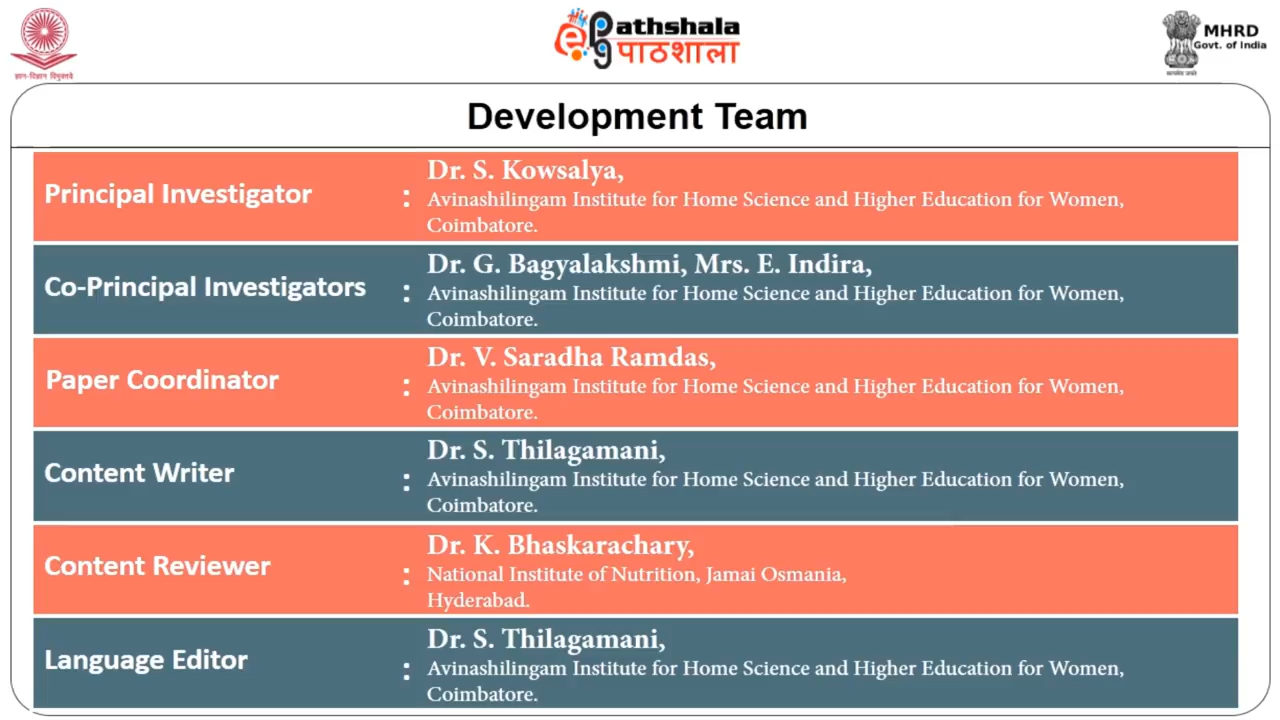 ज्ञान-विज्ञान विमुक्तये
ePgpathshala
पाठशाला
सत्यमेव जयते
MHRD
Govt. of India
Development Team
Principal Investigator : Dr. S. Kowsalya,
Avinashilingam Institute for Home Science and Higher Education for Women,
Coimbatore.
Co-Principal Investigators : Dr. G. Bagyalakshmi, Mrs. E. Indira,
Avinashilingam Institute for Home Science and Higher Education for Women,
Coimbatore.
Paper Coordinator : Dr. V. Saradha Ramdas,
Avinashilingam Institute for Home Science and Higher Education for Women,
Coimbatore.
Content Writer : Dr. S. Thilagamani,
Avinashilingam Institute for Home Science and Higher Education for Women,
Coimbatore.
Content Reviewer : Dr. K. Bhaskarachary,
National Institute of Nutrition, Jamai Osmania,
Hyderabad.
Language Editor : Dr. S. Thilagamani,
Avinashilingam Institute for Home Science and Higher Education for Women,
Coimbatore.